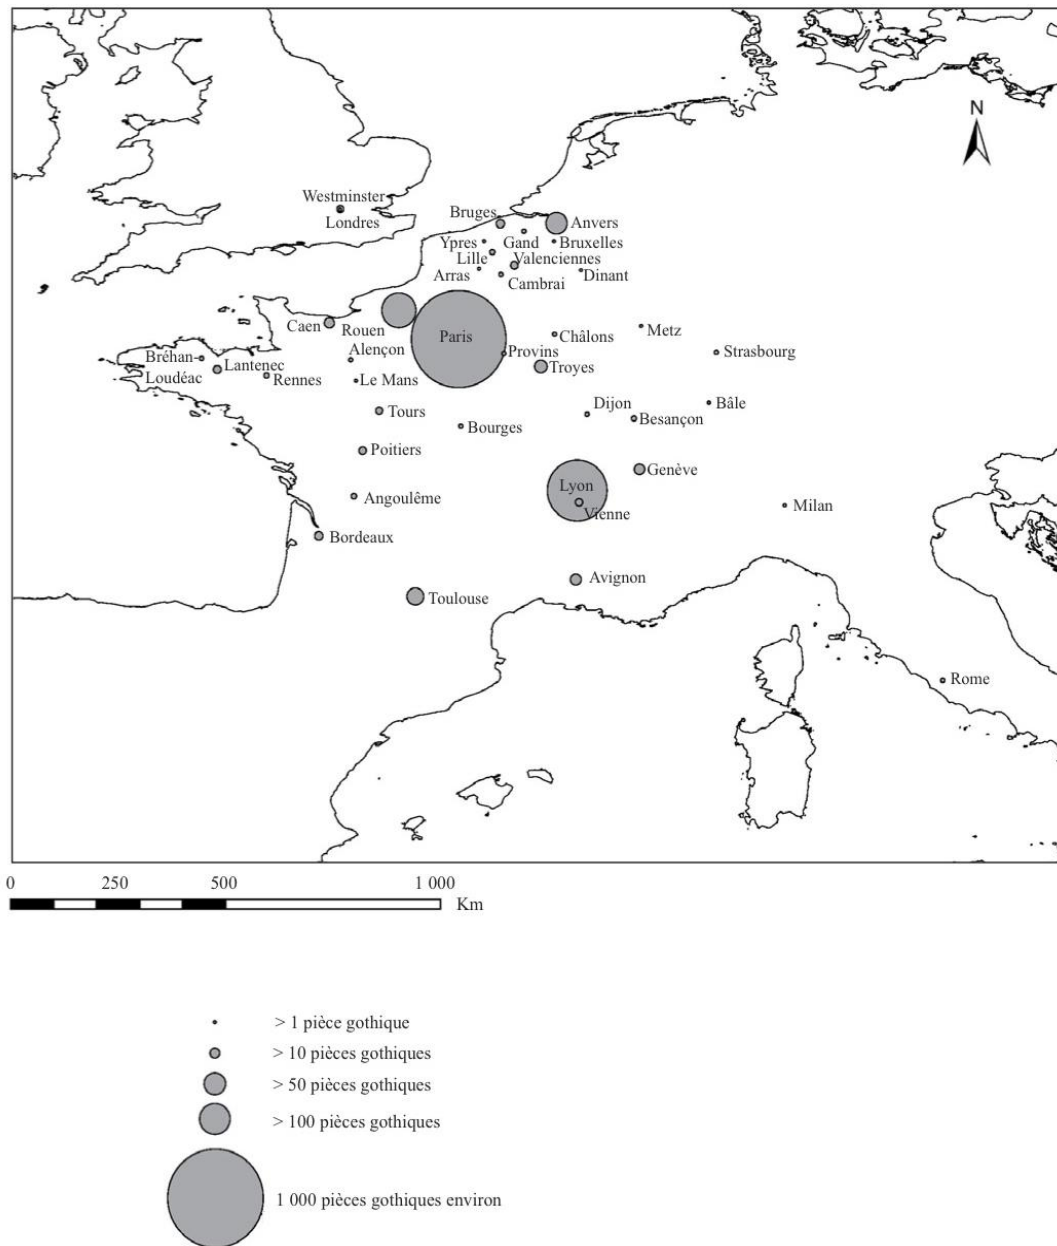 N
Westminster
Londres
Bruges
Anvers
Ypres
Gand
Bruxelles
Lille
Valenciennes
Arras
Cambrai
Dinant
Caen
Rouen
Paris
Châlons
Metz
Alençon
Provins
Strasbourg
Bréhan-
Loudéac
Lantenec
Rennes
Le Mans
Troyes
Tours
Bourges
Dijon
Besançon
Bâle
Poitiers
Genève
Angoulême
Lyon
Vienne
Milan
Bordeaux
Avignon
Toulouse
Rome
0 250 500 1 000
Km
> 1 pièce gothique
> 10 pièces gothiques
> 50 pièces gothiques
> 100 pièces gothiques
1 000 pièces gothiques environ